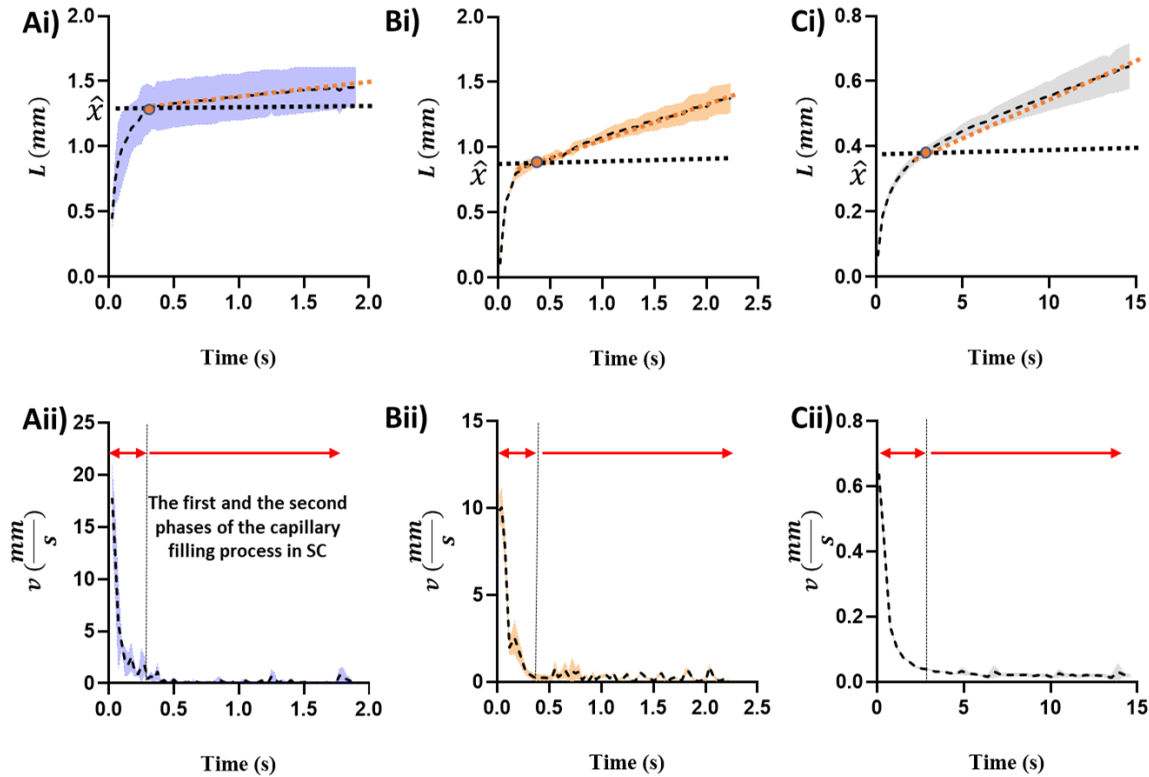 Ai)
2.0
1.5
1.0
0.5
0.0
L (mm)
x̂
0.0 0.5 1.0 1.5 2.0
Time (s)
Bi)
2.0
1.5
1.0
0.5
0.0
L (mm)
x̂
0.0 0.5 1.0 1.5 2.0 2.5
Time (s)
Ci)
0.8
0.6
0.4
0.2
0.0
L (mm)
x̂
0 5 10 15
Time (s)
Aii)
25
20
15
10
5
0
v (mm/s)
The first and the second
phases of the capillary
filling process in SC
0.0 0.5 1.0 1.5 2.0
Time (s)
Bii)
15
10
5
0
v (mm/s)
0.0 0.5 1.0 1.5 2.0 2.5
Time (s)
Cii)
0.8
0.6
0.4
0.2
0.0
v (mm/s)
0 5 10 15
Time (s)